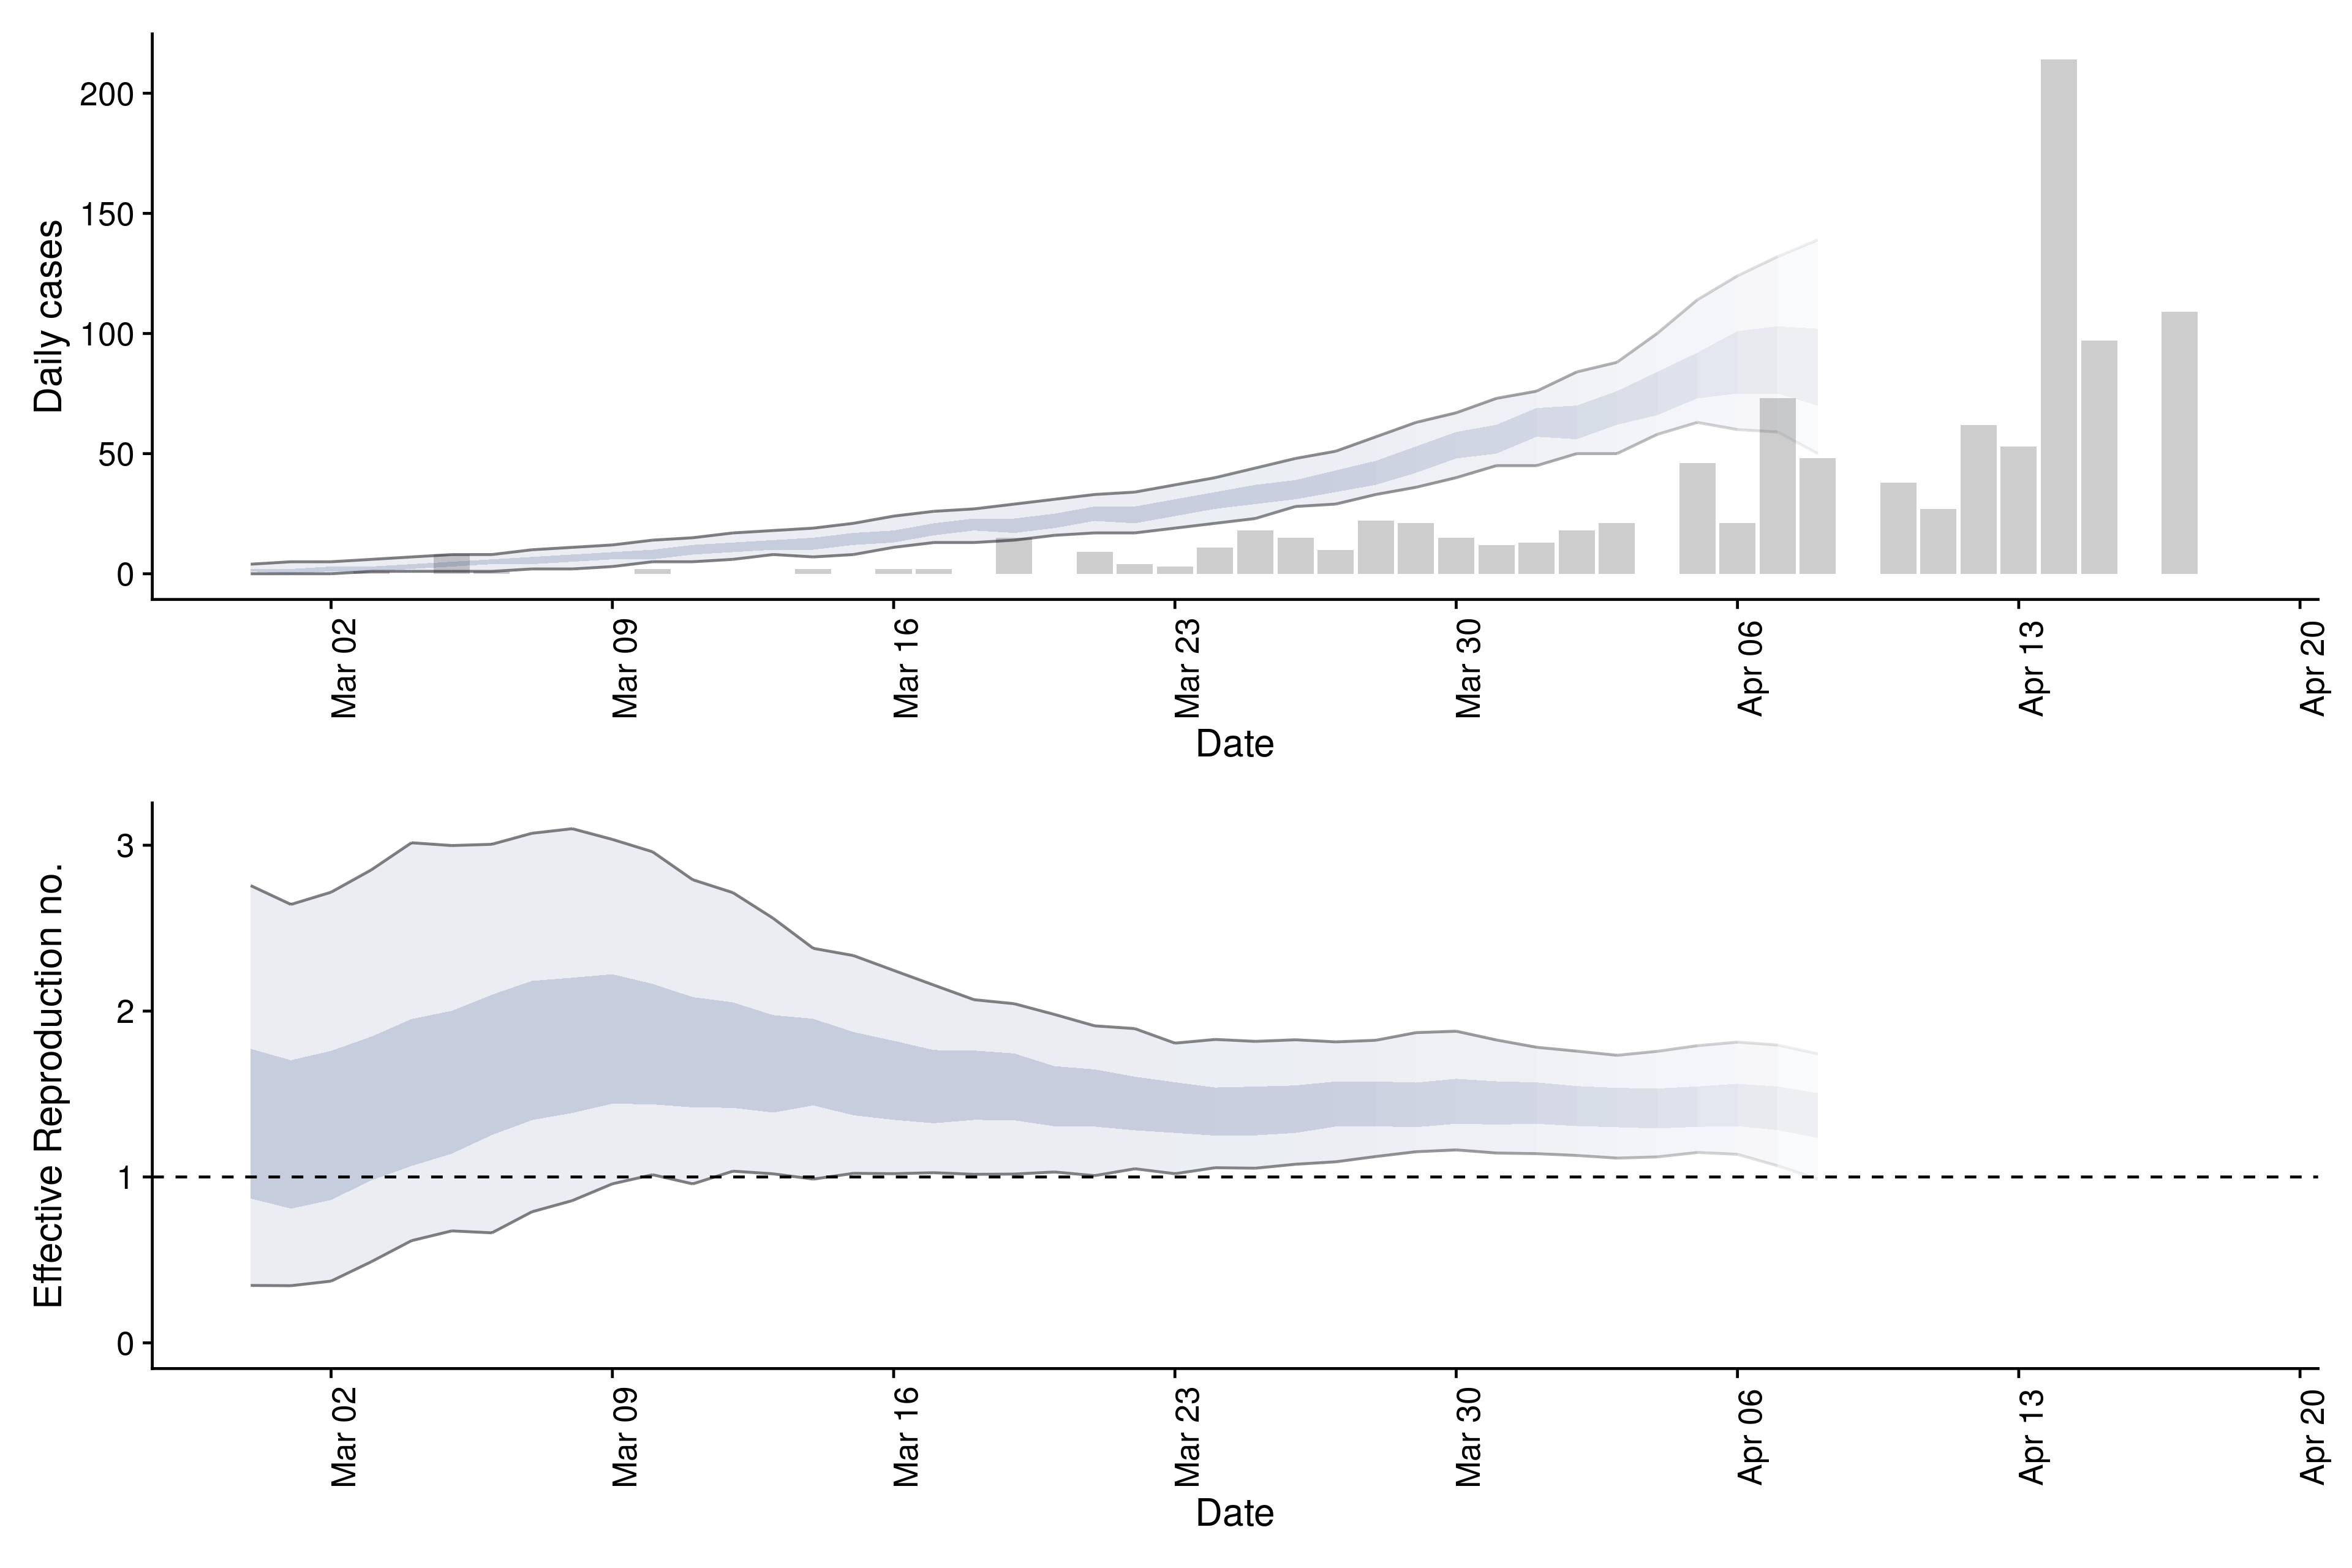 Daily cases
200
150
100
50
0
Mar 02
Mar 09
Mar 16
Mar 23
Mar 30
Apr 06
Apr 13
Apr 20
Date
Effective Reproduction no.
3
2
1
0
Mar 02
Mar 09
Mar 16
Mar 23
Mar 30
Apr 06
Apr 13
Apr 20
Date